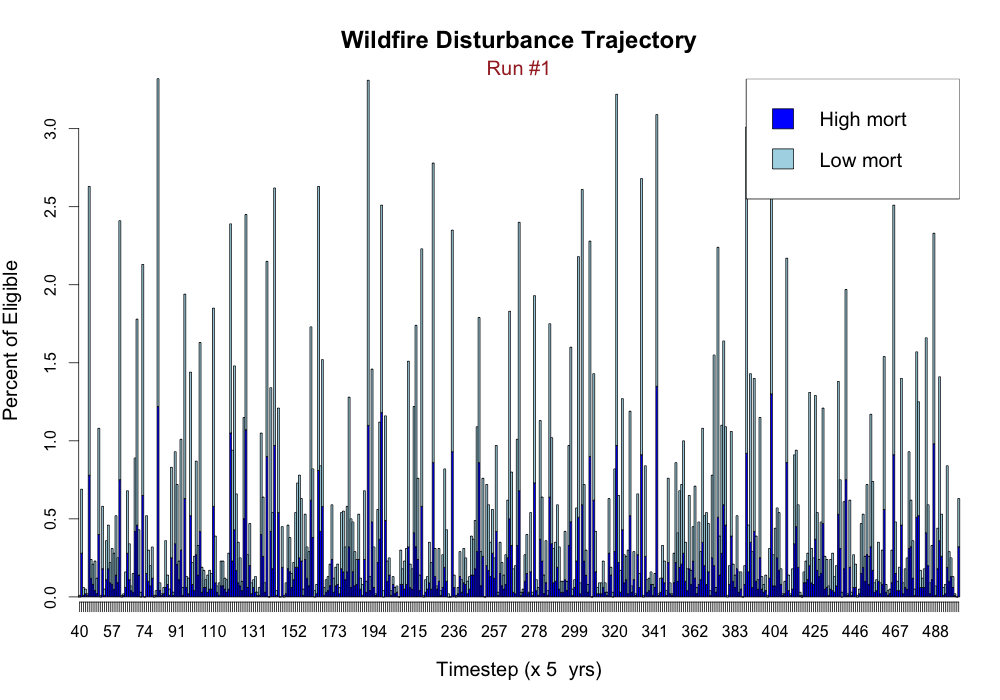 Wildfire Disturbance Trajectory
Run #1
High mort
Low mort
Percent of Eligible
3.0
2.5
2.0
1.5
1.0
0.5
0.0
40 57 74 91 110 131 152 173 194 215 236 257 278 299 320 341 362 383 404 425 446 467 488
Timestep (x 5  yrs)